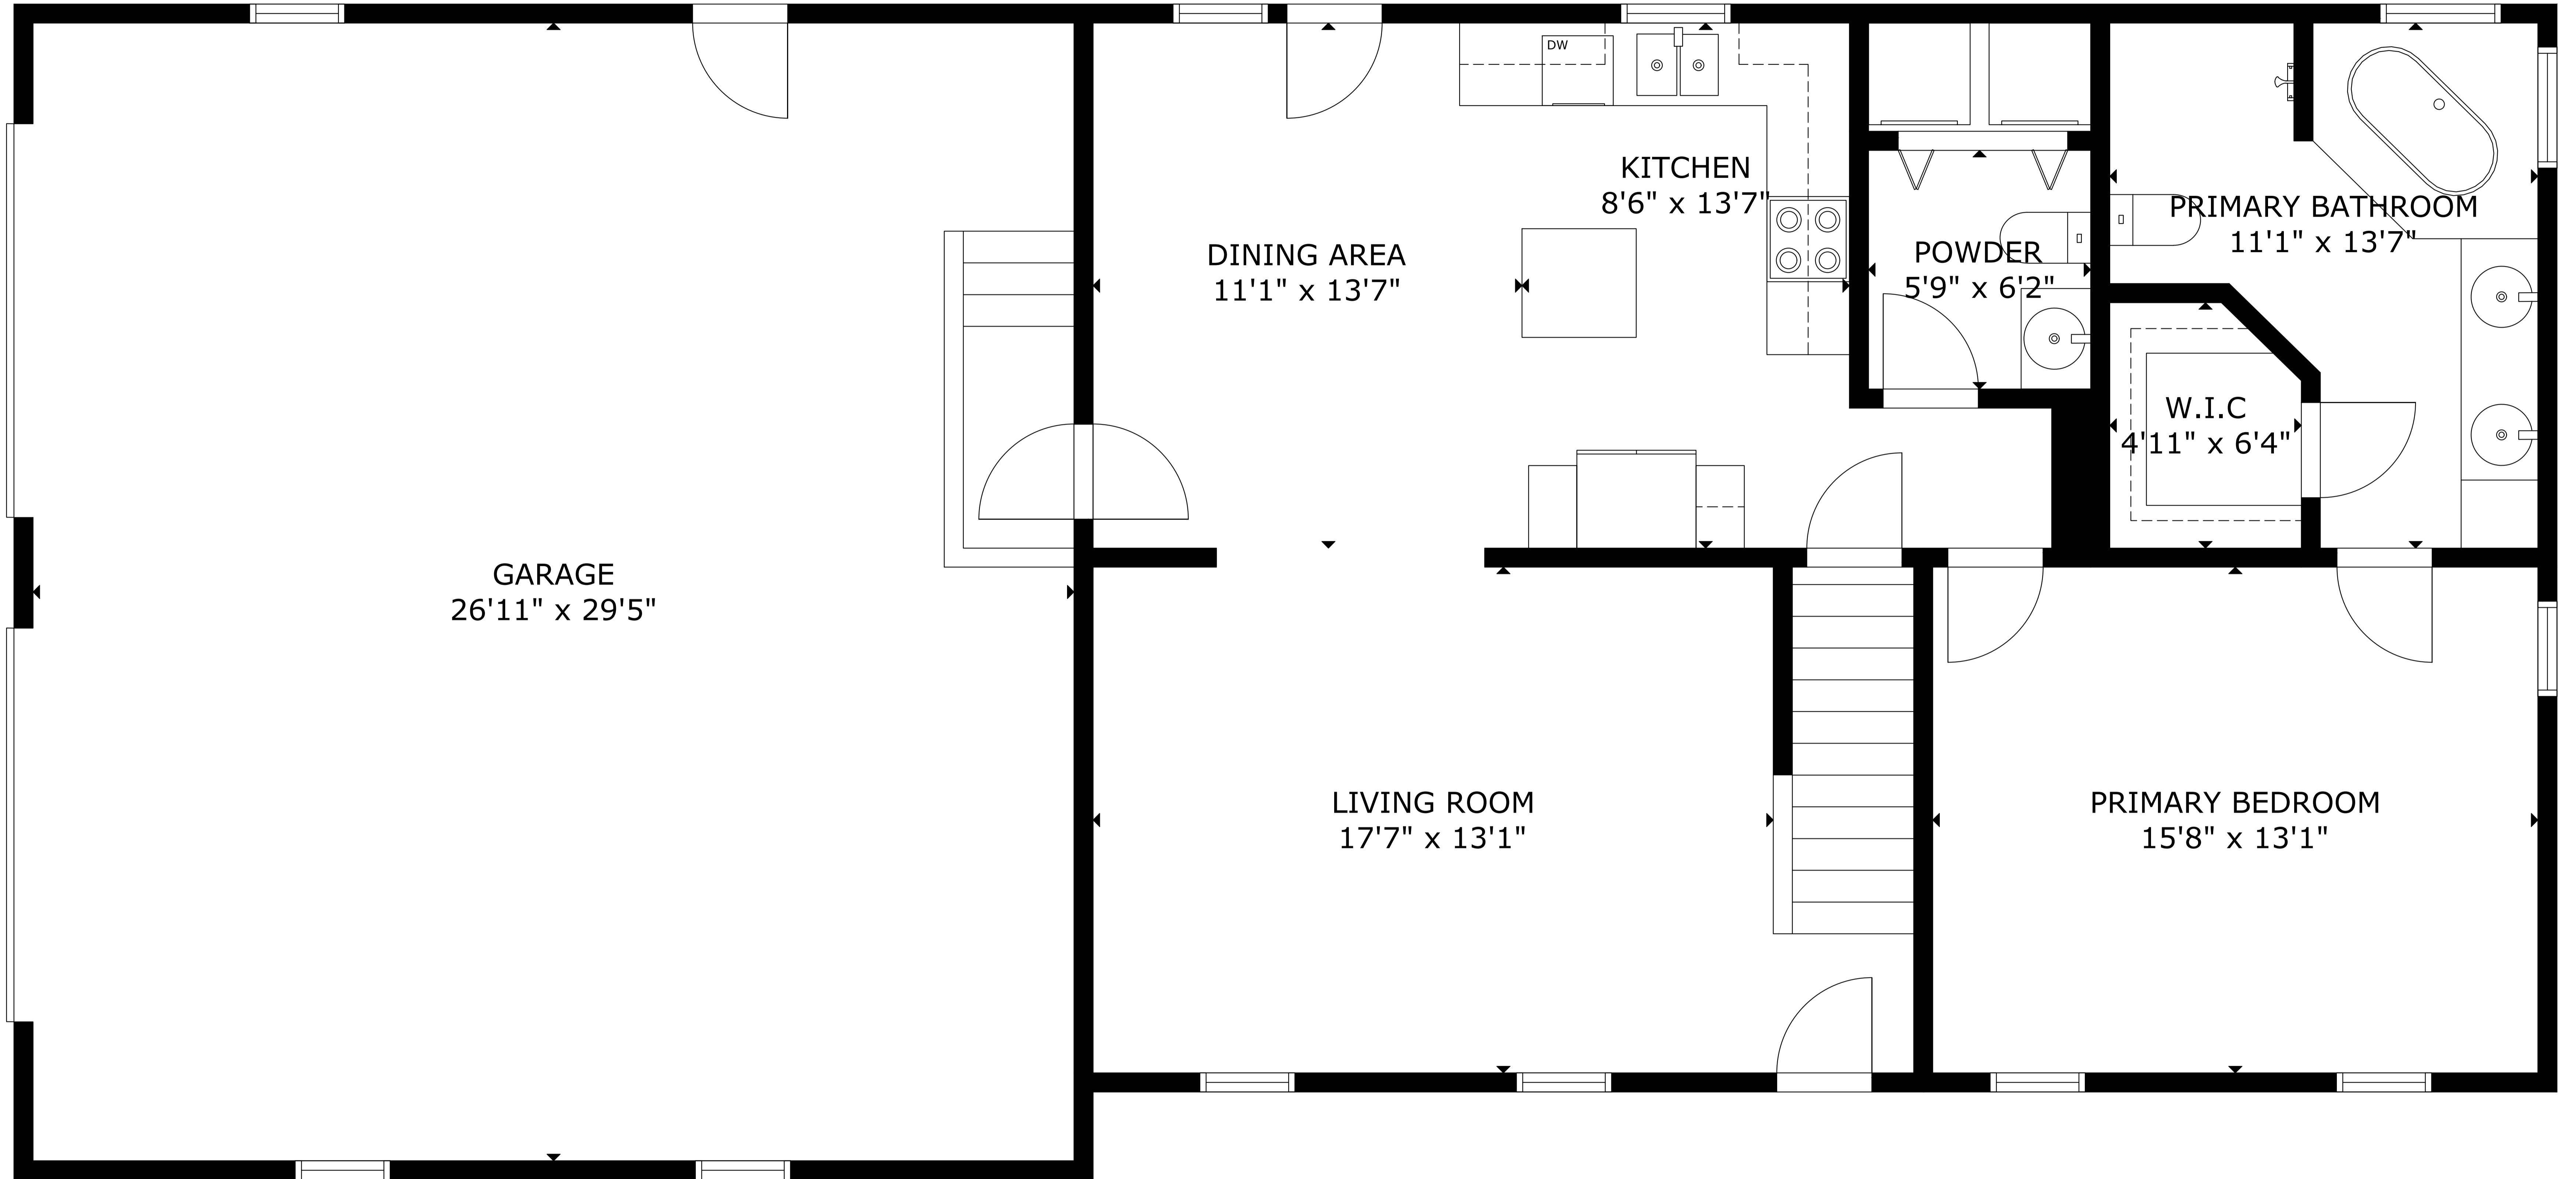 DW
KITCHEN
8'6" x 13'7"
DINING AREA
11'1" x 13'7"
POWDER
5'9" x 6'2"
PRIMARY BATHROOM
11'1" x 13'7"
W.I.C
4'11" x 6'4"
GARAGE
26'11" x 29'5"
LIVING ROOM
17'7" x 13'1"
PRIMARY BEDROOM
15'8" x 13'1"